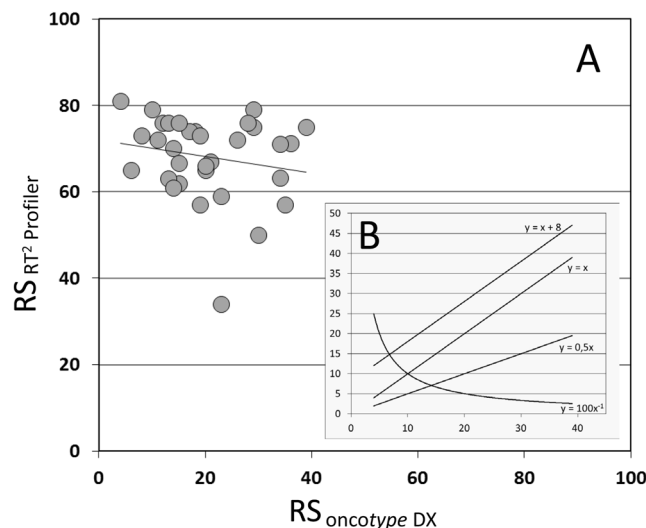 A
100
80
60
40
20
0
0 20 40 60 80 100
RS RT² Profiler
RS oncotype DX
B
50
45
40
35
30
25
20
15
10
5
0
0 10 20 30 40
y = x + 8
y = x
y = 0,5x
y = 100x⁻¹